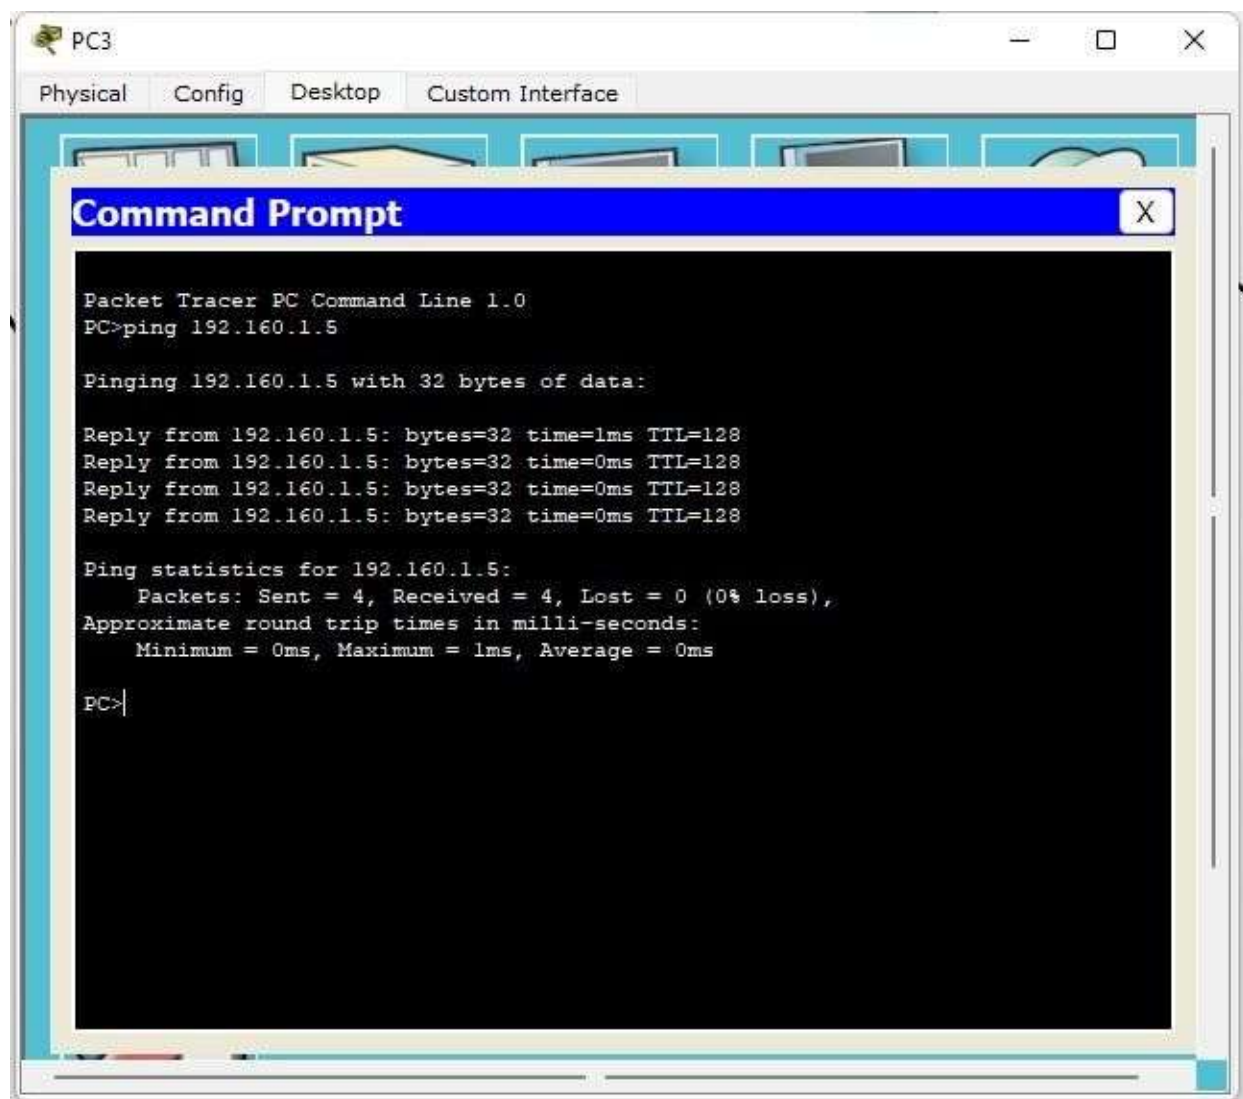 PC3
Physical Config Desktop Custom Interface
Command Prompt X
Packet Tracer PC Command Line 1.0
PC>ping 192.160.1.5
Pinging 192.160.1.5 with 32 bytes of data:
Reply from 192.160.1.5: bytes=32 time=1ms TTL=128
Reply from 192.160.1.5: bytes=32 time=0ms TTL=128
Reply from 192.160.1.5: bytes=32 time=0ms TTL=128
Reply from 192.160.1.5: bytes=32 time=0ms TTL=128
Ping statistics for 192.160.1.5:
Packets: Sent = 4, Received = 4, Lost = 0 (0% loss),
Approximate round trip times in milli-seconds:
Minimum = 0ms, Maximum = 1ms, Average = 0ms
PC>